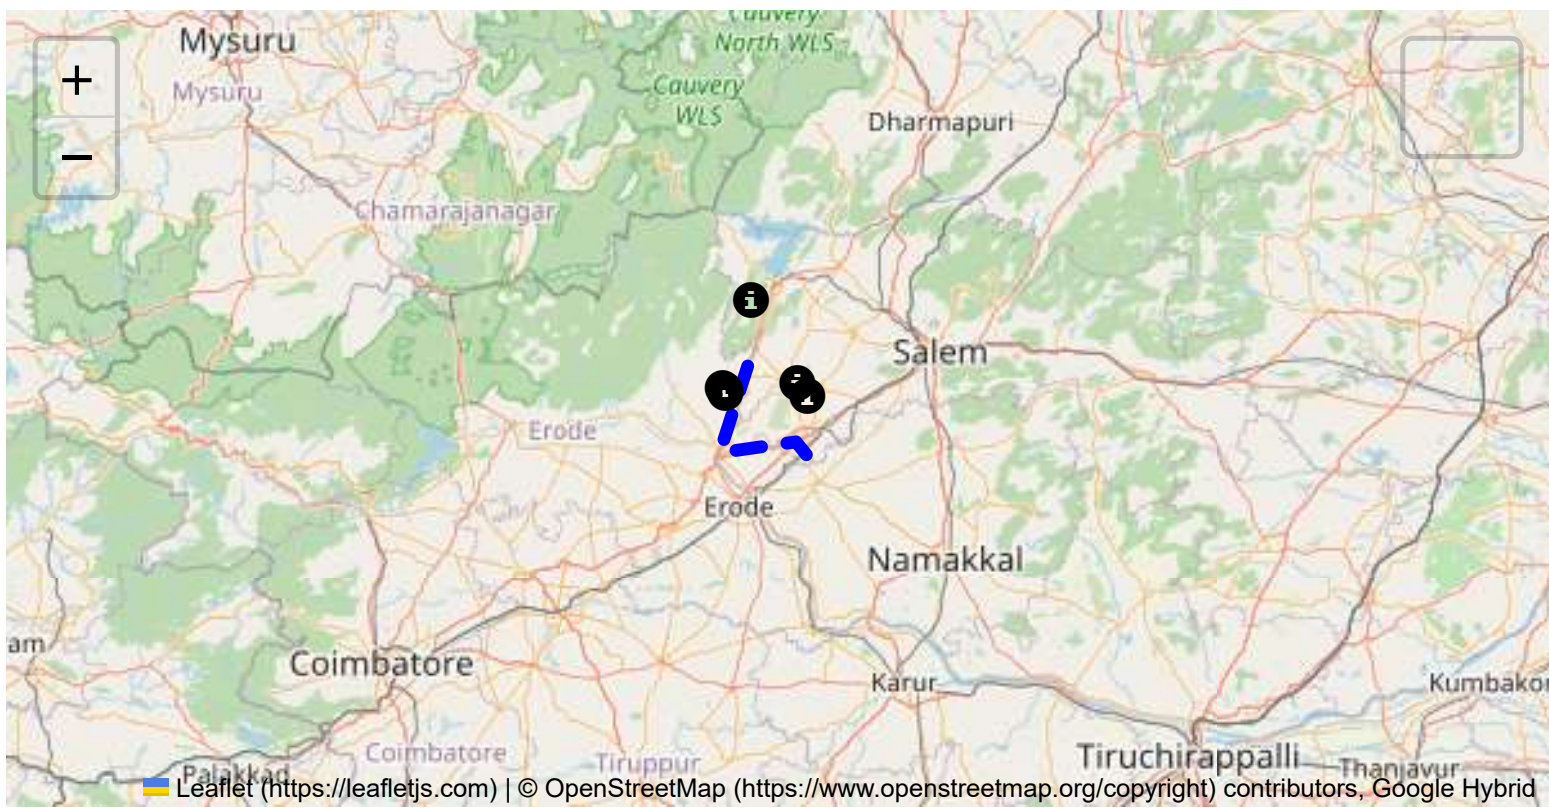 Cauvery
North WLS
Mysuru
Mysuru
Cauvery
WLS
Dharmapuri
+
−
Chamarajanagar
i
Salem
Erode
Erode
Namakkal
am
Coimbatore
Karur
Kumbakon
Coimbatore
Tiruppur
Tiruchirappalli
Thanjavur
Palakkad
Leaflet (https://leafletjs.com) | © OpenStreetMap (https://www.openstreetmap.org/copyright) contributors, Google Hybrid